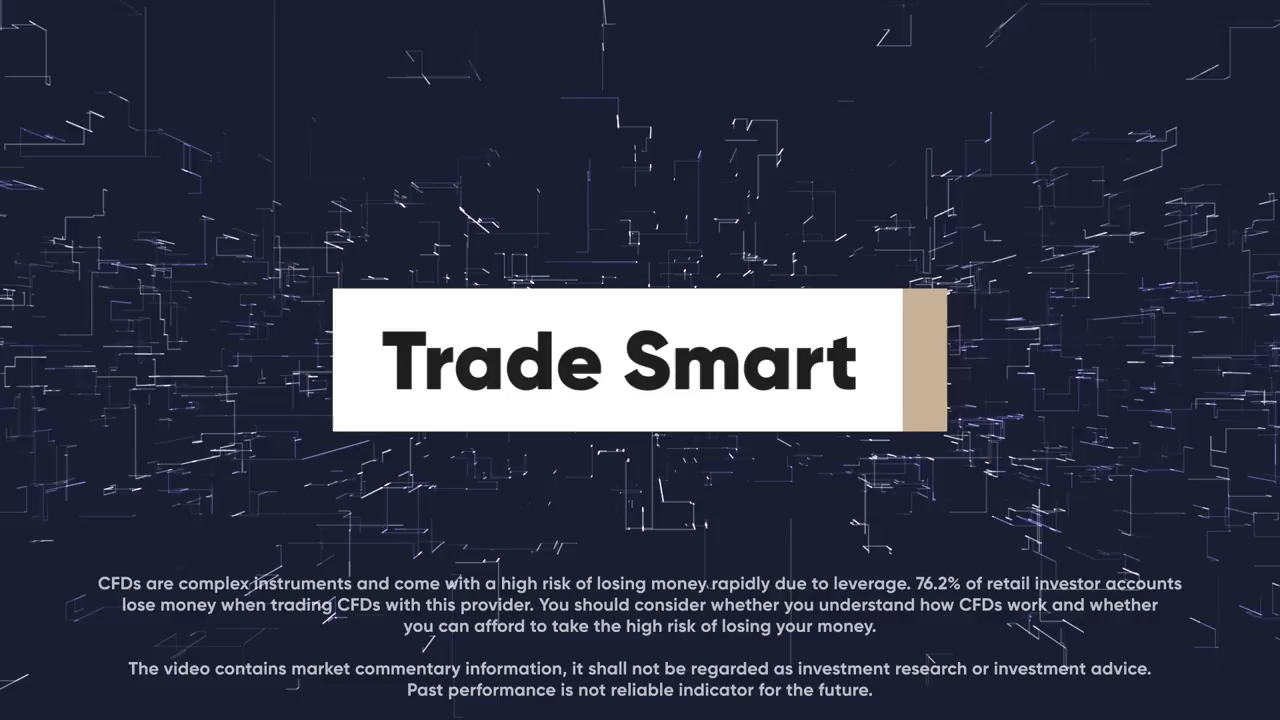 Trade Smart
CFDs are complex instruments and come with a high risk of losing money rapidly due to leverage. 76.2% of retail investor accounts
lose money when trading CFDs with this provider. You should consider whether you understand how CFDs work and whether
you can afford to take the high risk of losing your money.
The video contains market commentary information, it shall not be regarded as investment research or investment advice.
Past performance is not reliable indicator for the future.